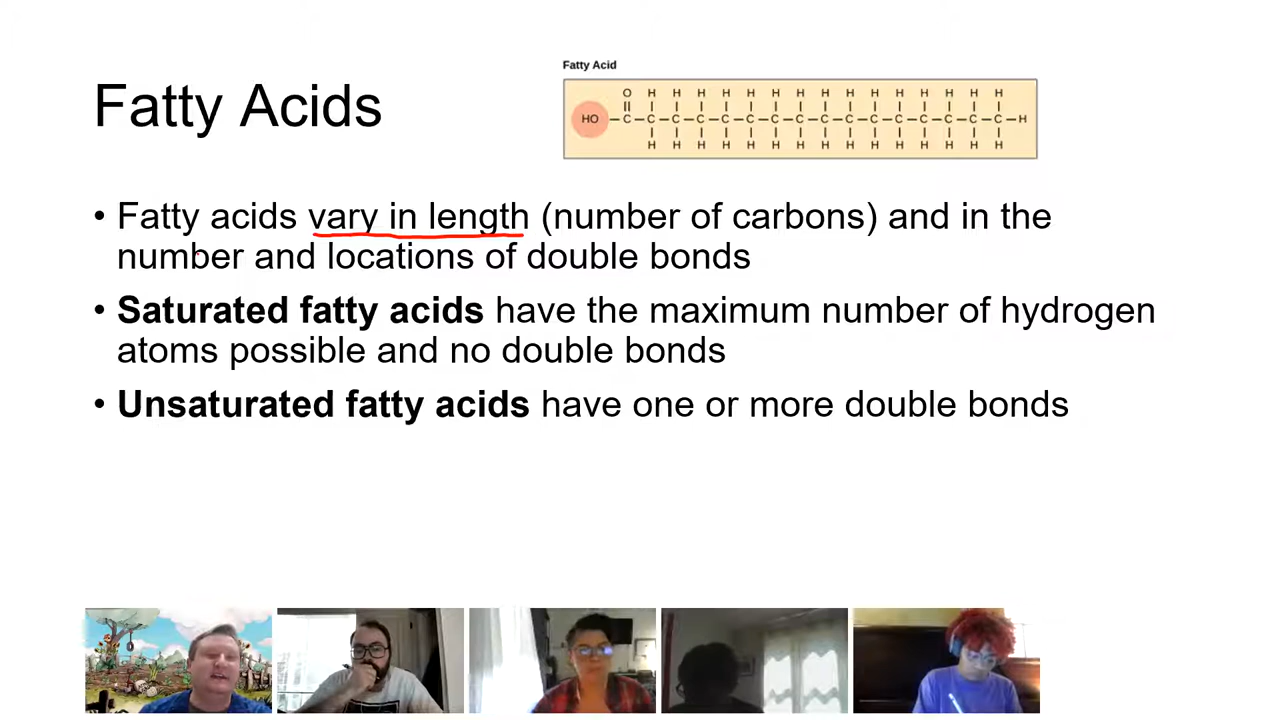 Fatty Acid
Fatty Acids
O H H H H H H H H H H H H H H H
HO—C—C—C—C—C—C—C—C—C—C—C—C—C—C—C—C—H
H H H H H H H H H H H H H H H
• Fatty acids vary in length (number of carbons) and in the
number and locations of double bonds
• Saturated fatty acids have the maximum number of hydrogen
atoms possible and no double bonds
• Unsaturated fatty acids have one or more double bonds